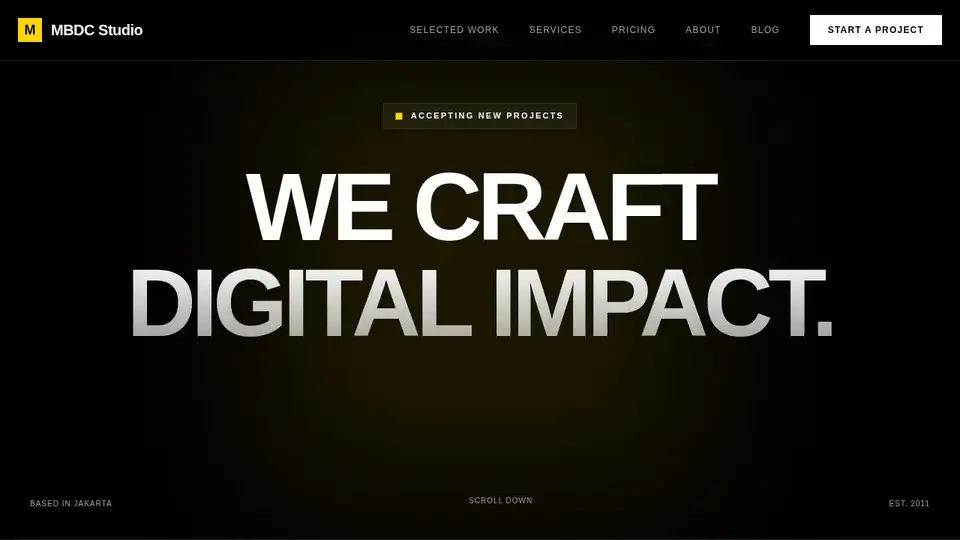 M MBDC Studio
SELECTED WORK SERVICES PRICING ABOUT BLOG START A PROJECT
ACCEPTING NEW PROJECTS
WE CRAFT
DIGITAL IMPACT.
BASED IN JAKARTA
SCROLL DOWN
EST. 2011